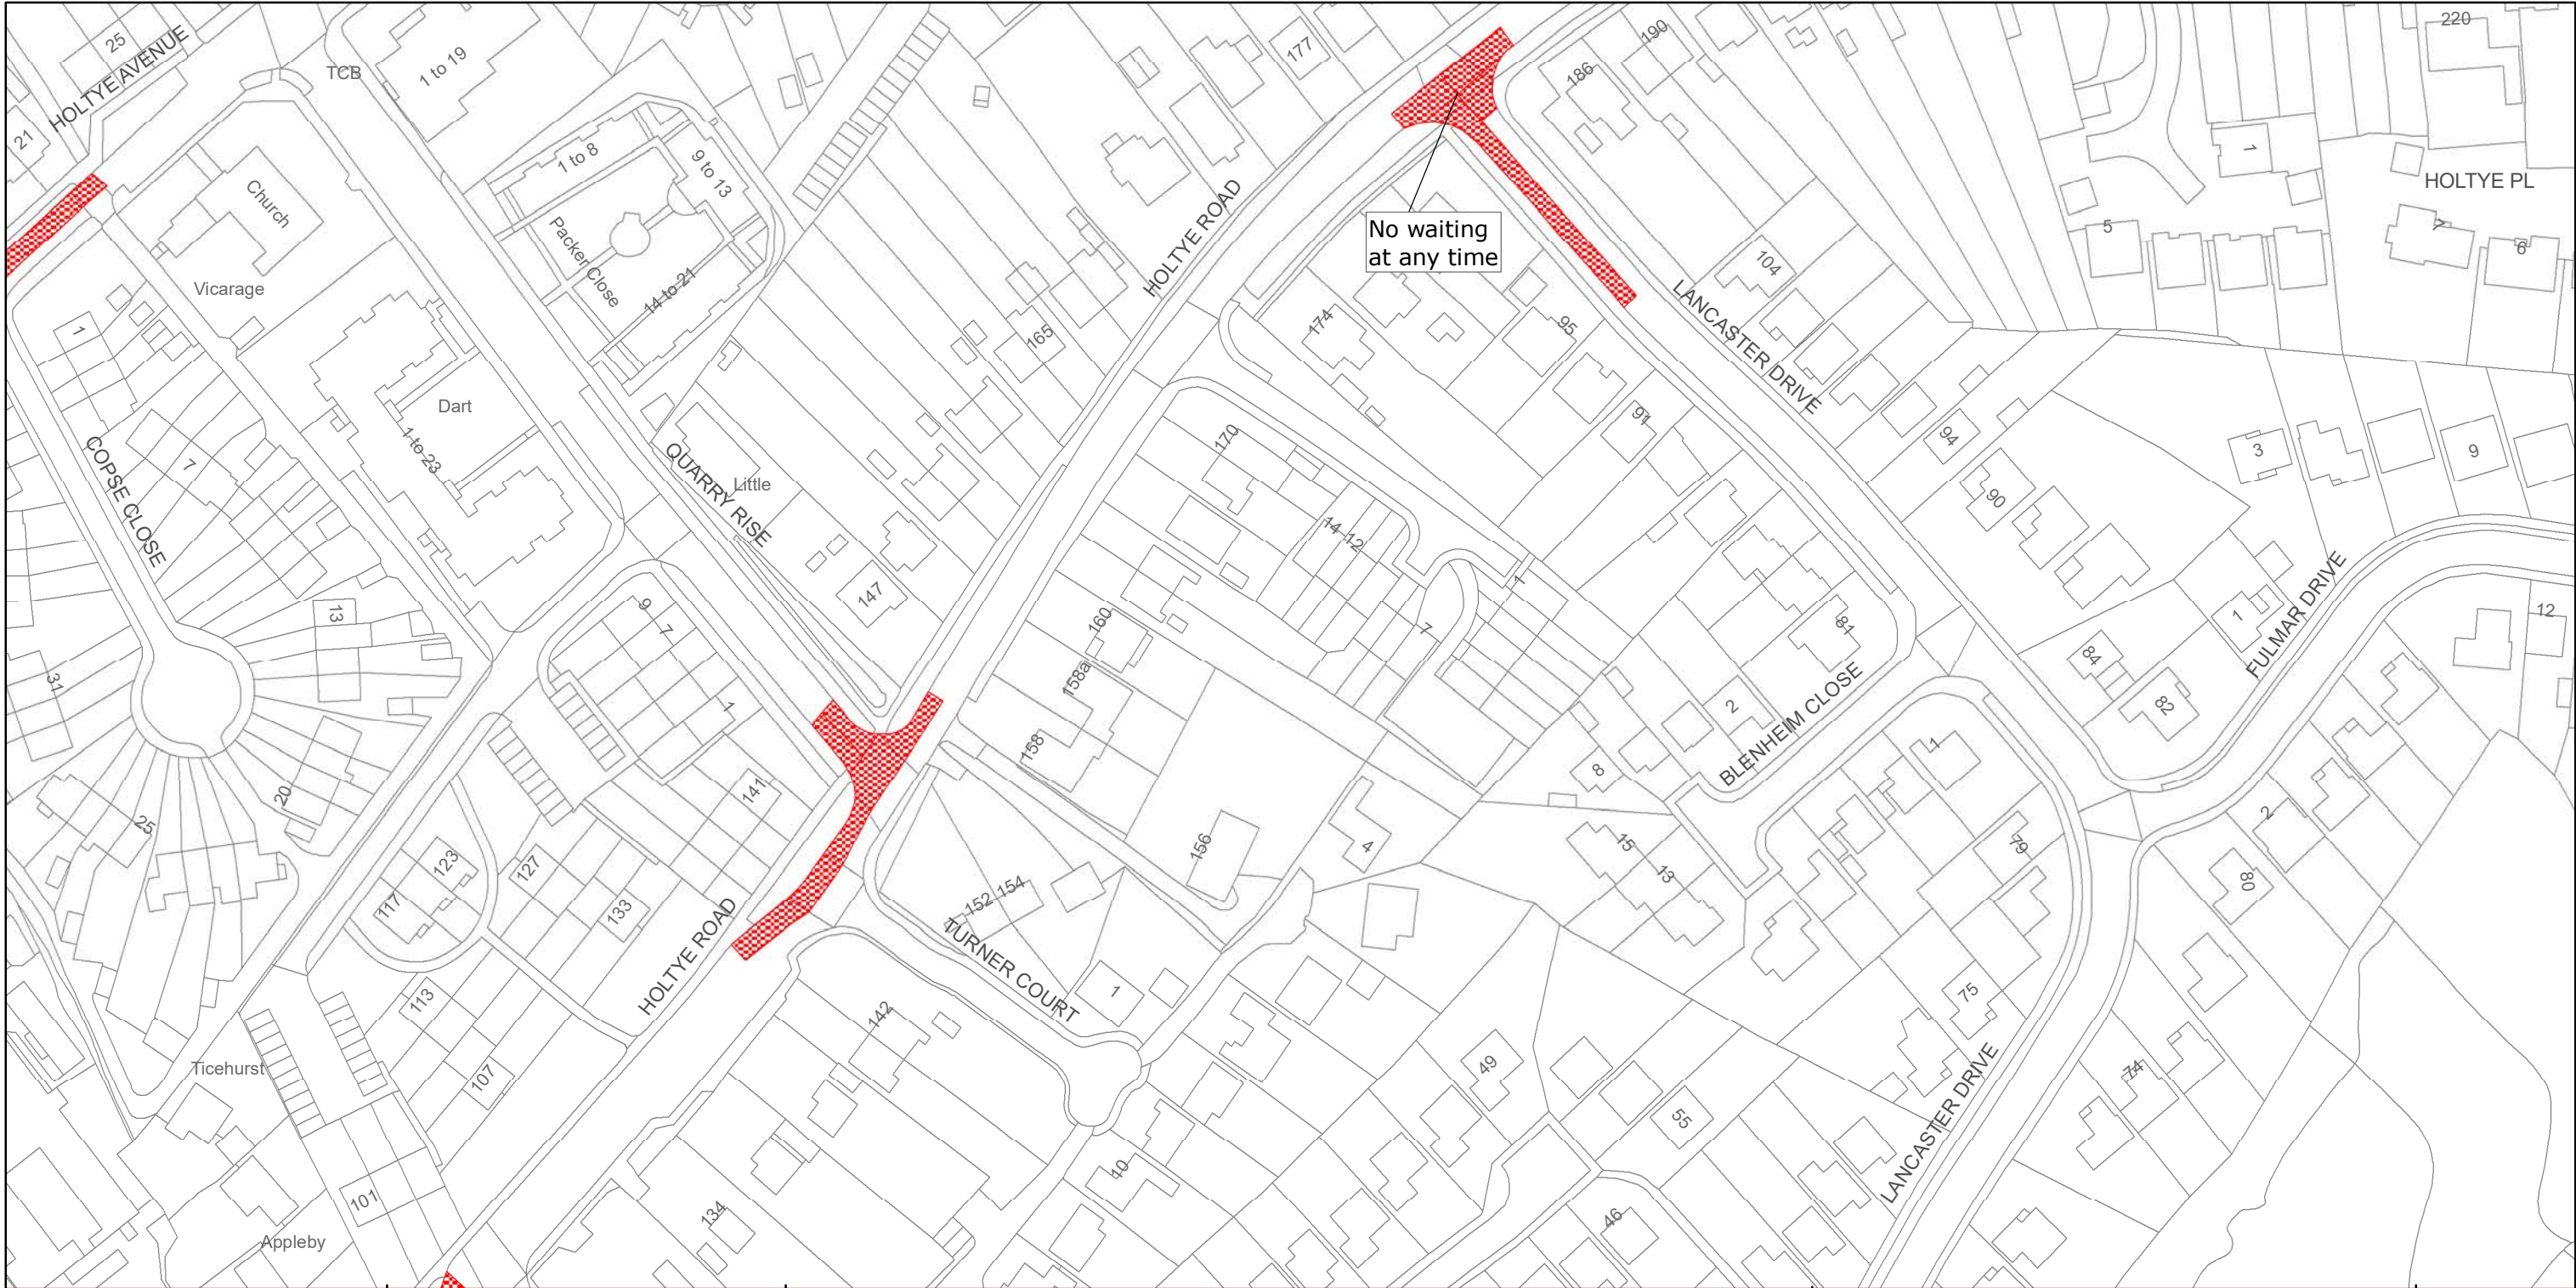 25
HOLTYE AVENUE
21
TCB
1 to 19
Church
Vicarage
1 to 8
9 to 13
Packer Close
14 to 21
177
190
186
220
HOLTYE ROAD
No waiting
at any time
1
HOLTYE PL
5
7
6
104
LANCASTER DRIVE
174
95
165
91
94
90
3
9
1
7
COPSE CLOSE
Dart
1 to 23
QUARRY RISE
Little
147
170
14
12
1
7
160
158a
158
156
81
84
82
1
FULMAR DRIVE
12
13
31
20
25
9
7
1
141
123
117
127
133
113
107
HOLTYE ROAD
152
154
TURNER COURT
1
142
4
8
2
BLENHEIM CLOSE
1
15
13
79
2
80
75
74
LANCASTER DRIVE
49
55
46
10
134
Ticehurst
101
Appleby